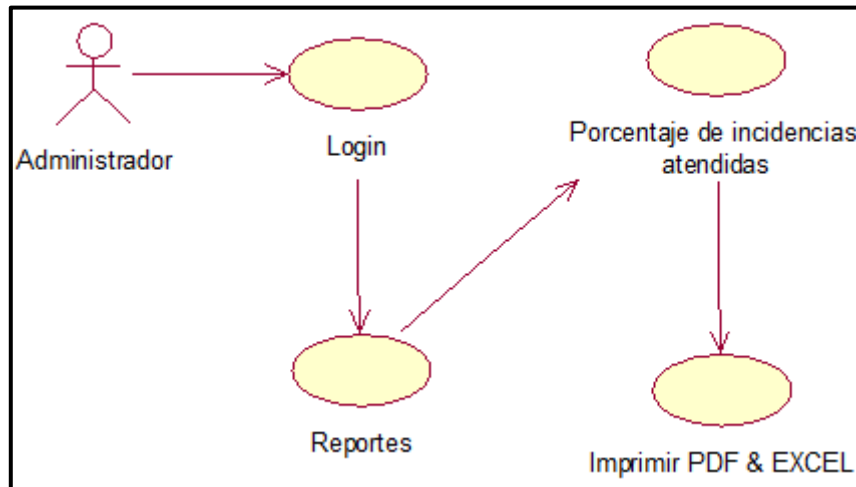 Administrador
Login
Porcentaje de incidencias
atendidas
Reportes
Imprimir PDF & EXCEL